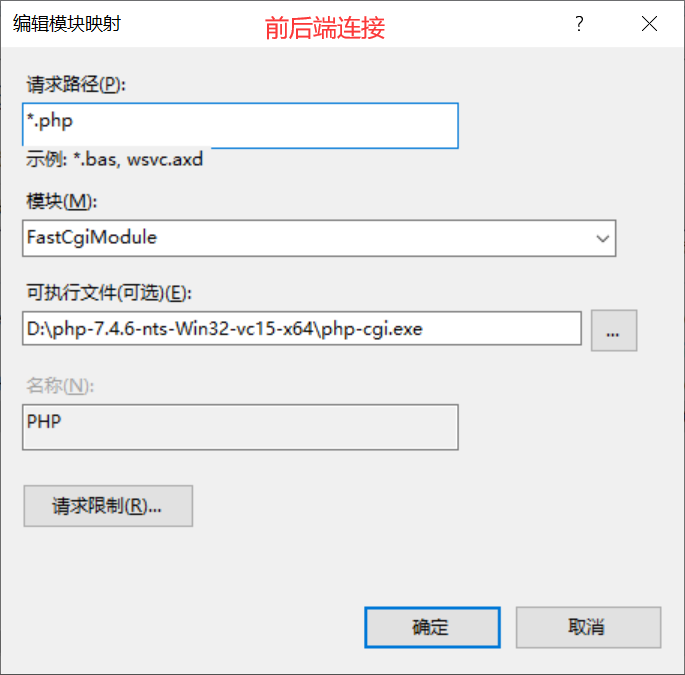 编辑模块映射
前后端连接
?
请求路径(P):
*.php
示例: *.bas, wsvc.axd
模块(M):
FastCgiModule
可执行文件(可选)(E):
D:\php-7.4.6-nts-Win32-vc15-x64\php-cgi.exe
...
名称(N):
PHP
请求限制(R)...
确定
取消